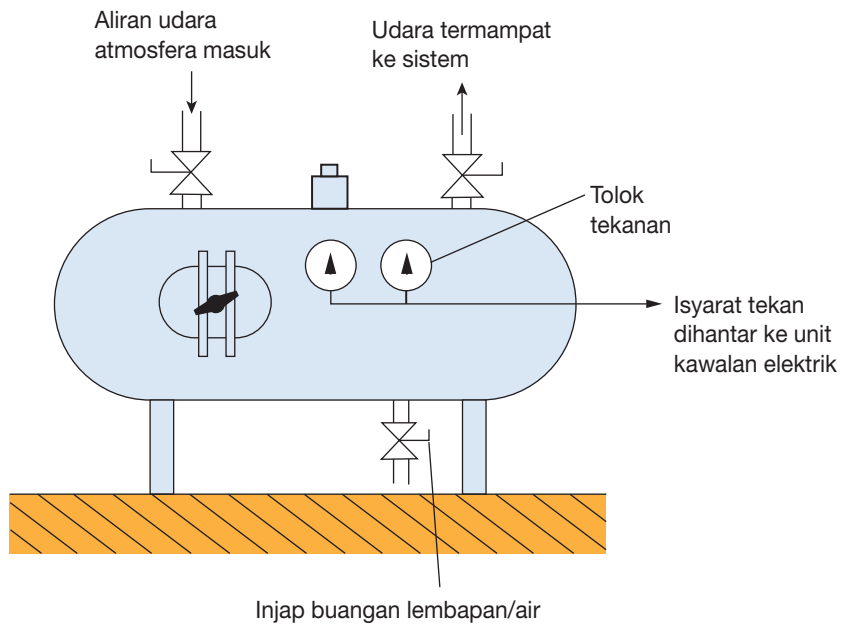 Aliran udara
atmosfera masuk
Udara termampat
ke sistem
Tolok
tekanan
Isyarat tekan
dihantar ke unit
kawalan elektrik
Injap buangan lembapan/air